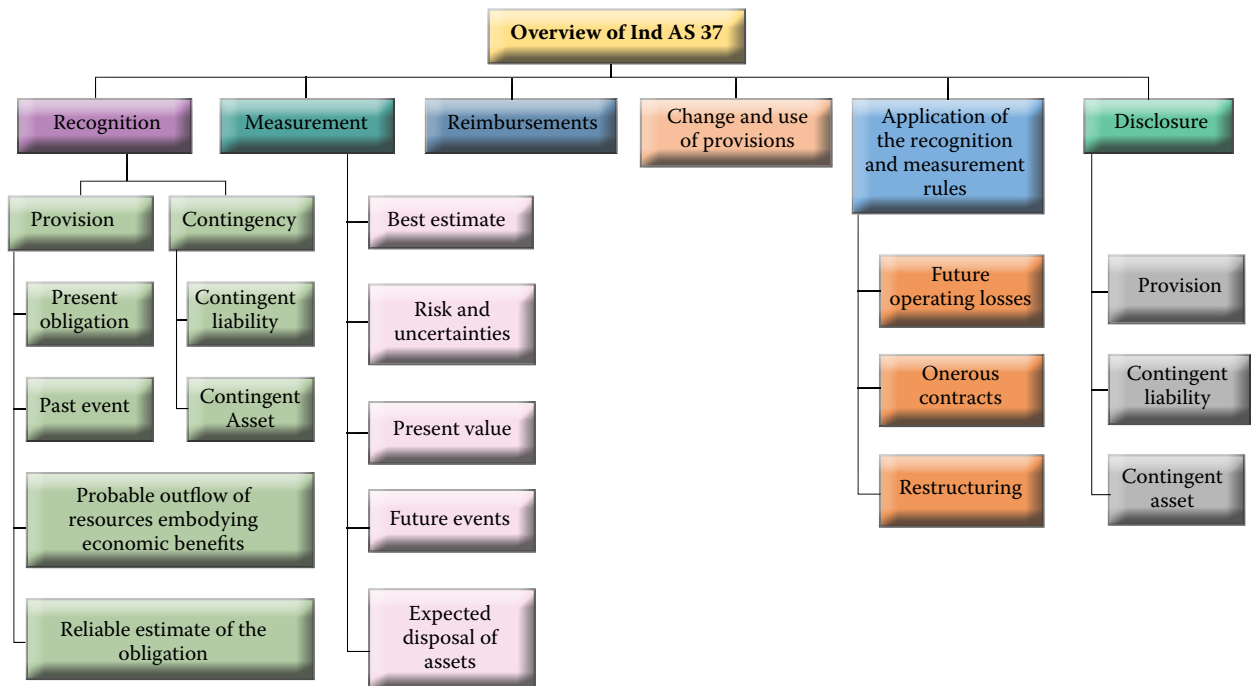 Overview of Ind AS 37
Recognition
Measurement
Reimbursements
Change and use
of provisions
Application of
the recognition
and measurement
rules
Disclosure
Provision
Contingency
Present
obligation
Contingent
liability
Past event
Contingent
Asset
Probable outflow of
resources embodying
economic benefits
Reliable estimate of the
obligation
Best estimate
Risk and
uncertainties
Present value
Future events
Expected
disposal of
assets
Future
operating losses
Onerous
contracts
Restructuring
Provision
Contingent
liability
Contingent
asset